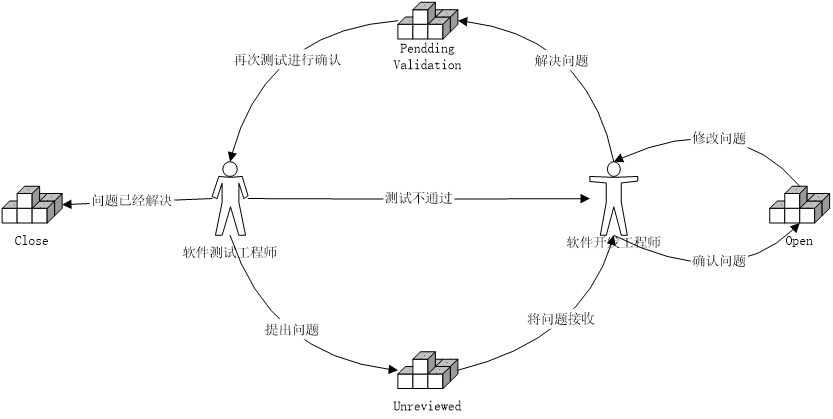 Pendding
Validation
再次测试进行确认
解决问题
修改问题
问题已经解决
测试不通过
Close
软件测试工程师
软件开发工程师
Open
确认问题
提出问题
将问题接收
Unreviewed